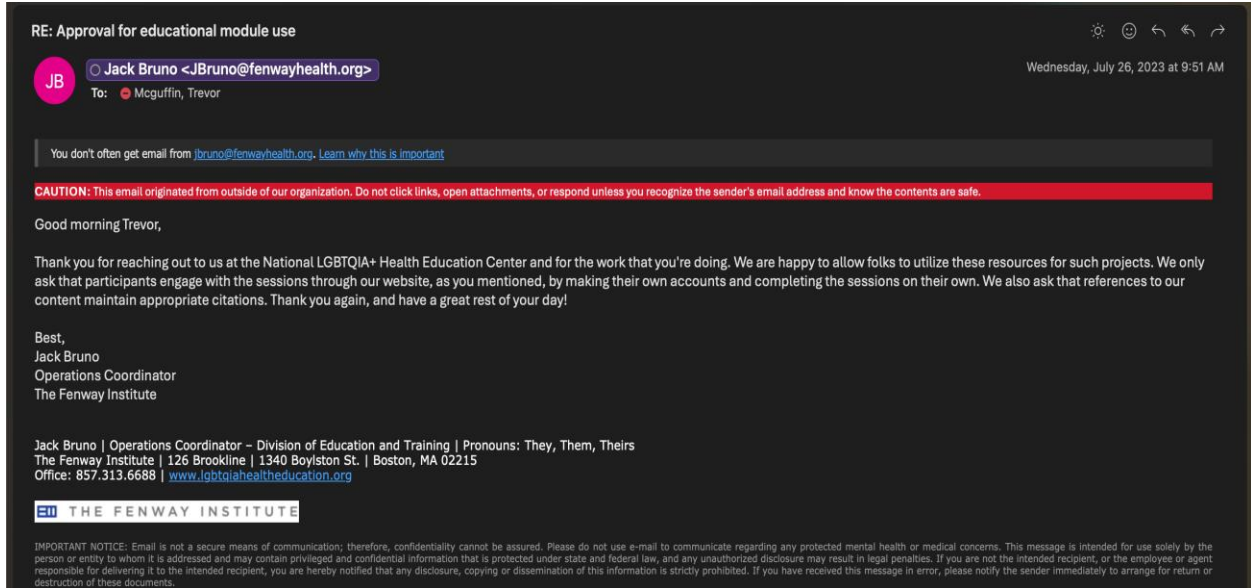 RE: Approval for educational module use
JB
Jack Bruno <JBruno@fenwayhealth.org>
Wednesday, July 26, 2023 at 9:51 AM
To: Mcguffin, Trevor
You don't often get email from jbruno@fenwayhealth.org. Learn why this is important
CAUTION: This email originated from outside of our organization. Do not click links, open attachments, or respond unless you recognize the sender's email address and know the contents are safe.
Good morning Trevor,
Thank you for reaching out to us at the National LGBTQIA+ Health Education Center and for the work that you're doing. We are happy to allow folks to utilize these resources for such projects. We only
ask that participants engage with the sessions through our website, as you mentioned, by making their own accounts and completing the sessions on their own. We also ask that references to our
content maintain appropriate citations. Thank you again, and have a great rest of your day!
Best,
Jack Bruno
Operations Coordinator
The Fenway Institute
Jack Bruno | Operations Coordinator – Division of Education and Training | Pronouns: They, Them, Theirs
The Fenway Institute | 126 Brookline | 1340 Boylston St. | Boston, MA 02215
Office: 857.313.6688 | www.lgbtqiahealtheducation.org
THE FENWAY INSTITUTE
IMPORTANT NOTICE: Email is not a secure means of communication; therefore, confidentiality cannot be assured. Please do not use e-mail to communicate regarding any protected mental health or medical concerns. This message is intended for use solely by the
person or entity to whom it is addressed and may contain privileged and confidential information that is protected under state and federal law, and any unauthorized disclosure may result in legal penalties. If you are not the intended recipient, or the employee or agent
responsible for delivering it to the intended recipient, you are hereby notified that any disclosure, copying or dissemination of this information is strictly prohibited. If you have received this message in error, please notify the sender immediately to arrange for return or
destruction of these documents.